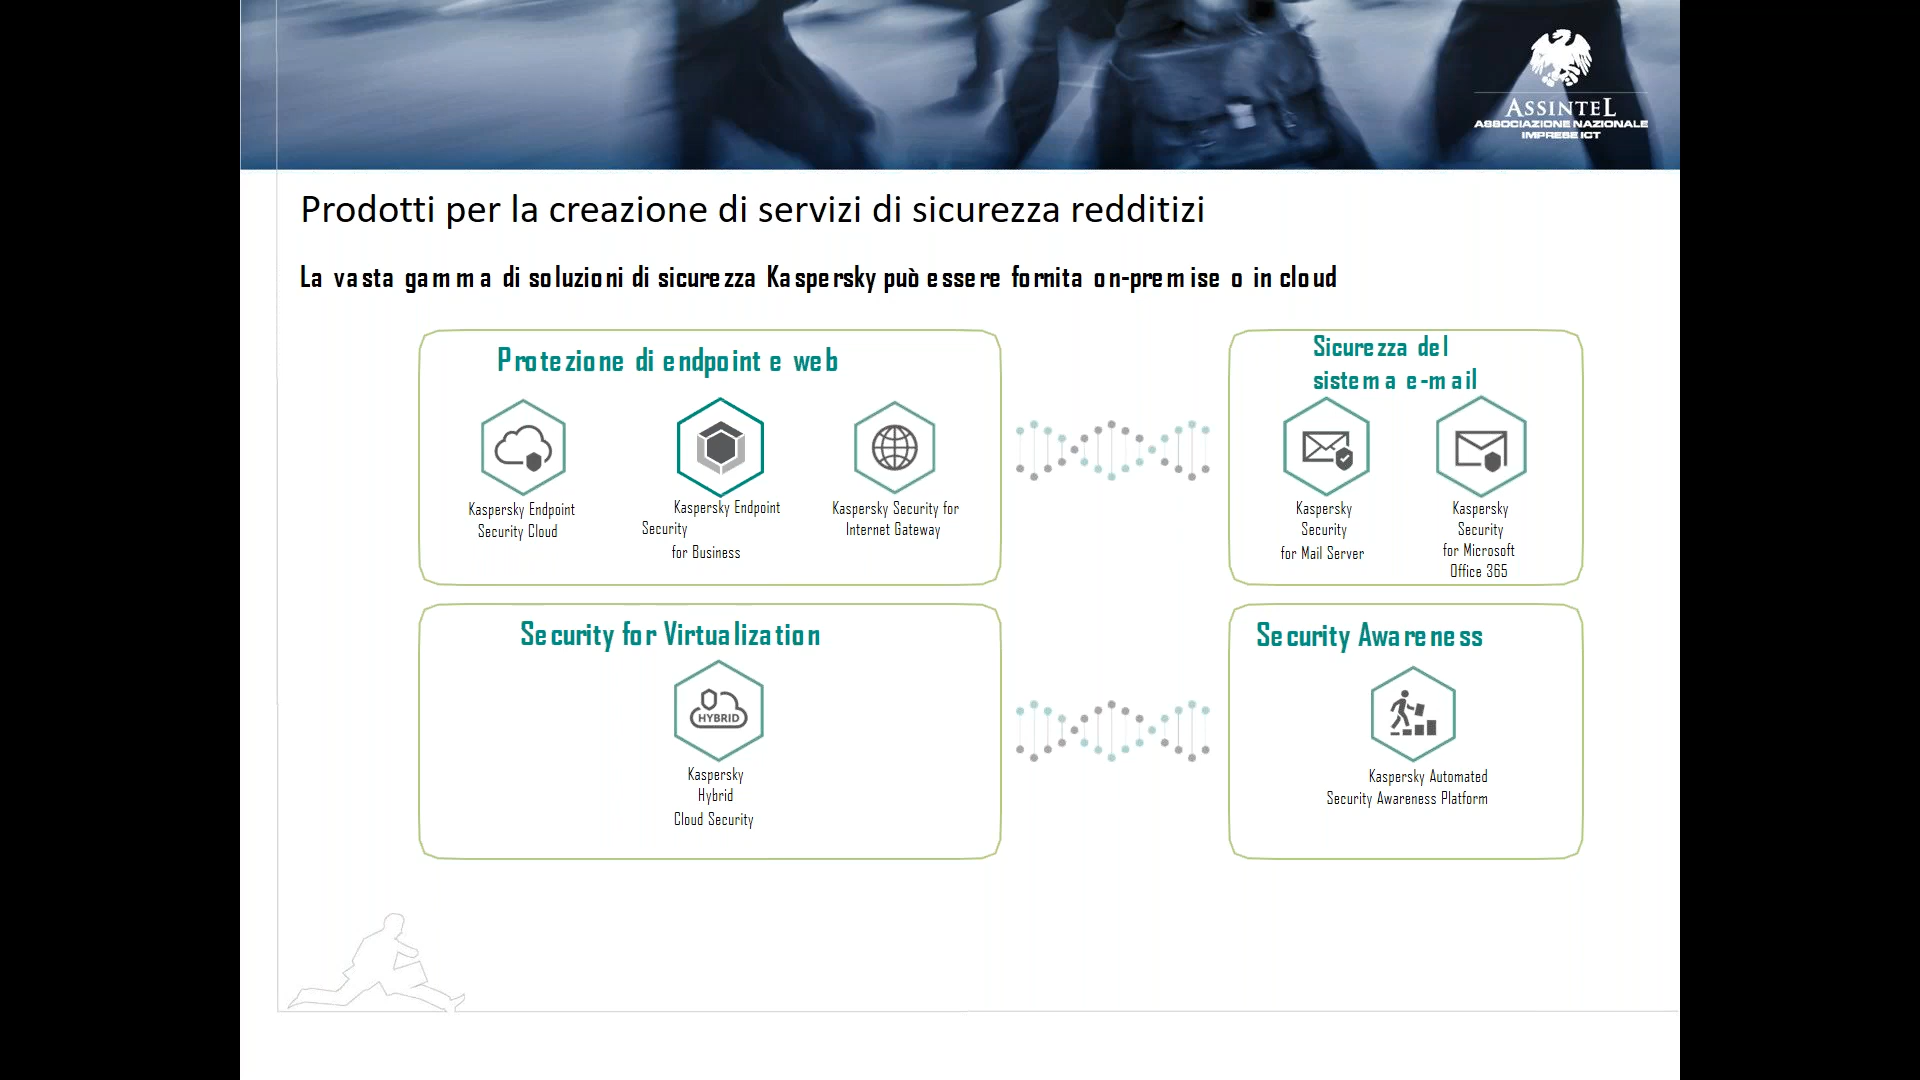 ASSINTEL
ASSOCIAZIONE NAZIONALE
IMPRESE ICT
Prodotti per la creazione di servizi di sicurezza redditizi
La vasta gamma di soluzioni di sicurezza Kaspersky può essere fornita on-premise o in cloud
Protezione di endpoint e web
Kaspersky Endpoint
Security Cloud
Kaspersky Endpoint
Security
for Business
Kaspersky Security for
Internet Gateway
Sicurezza del
sistema e-mail
Kaspersky
Security
for Mail Server
Kaspersky
Security
for Microsoft
Office 365
Security for Virtualization
HYBRID
Kaspersky
Hybrid
Cloud Security
Security Awareness
Kaspersky Automated
Security Awareness Platform